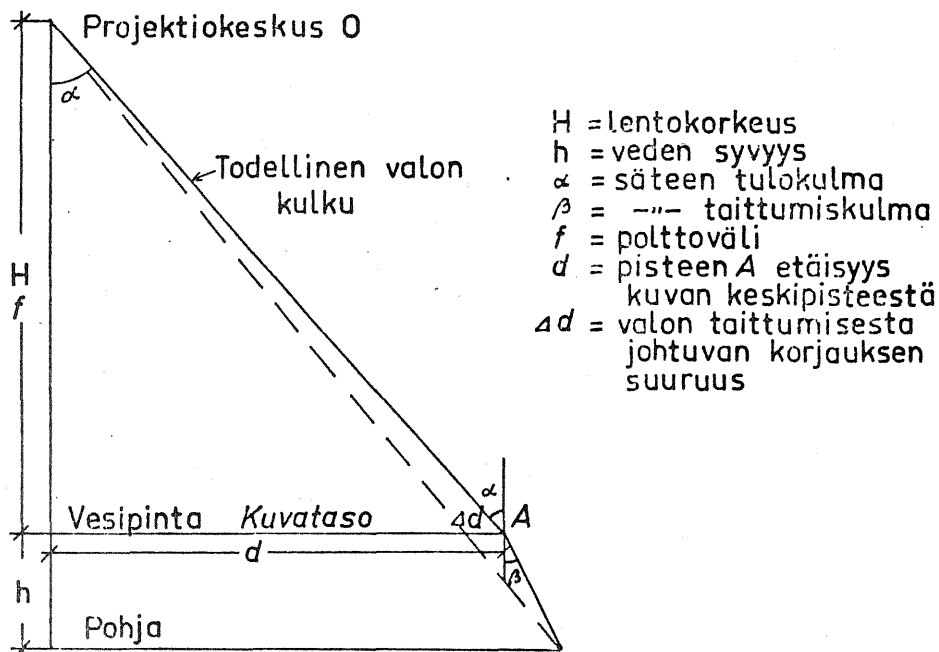 Projektiokeskus O
α
Todellinen valon
kulku
H
f
H = lentokorkeus
h = veden syvyys
α = säteen tulokulma
β = -"- taittumiskulma
f = polttoväli
d = pisteen A etäisyys
kuvan keskipisteestä
Δd = valon taittumisesta
johtuvan korjauksen
suuruus
α
Vesipinta Kuvataso Δd A
d
β
h
Pohja